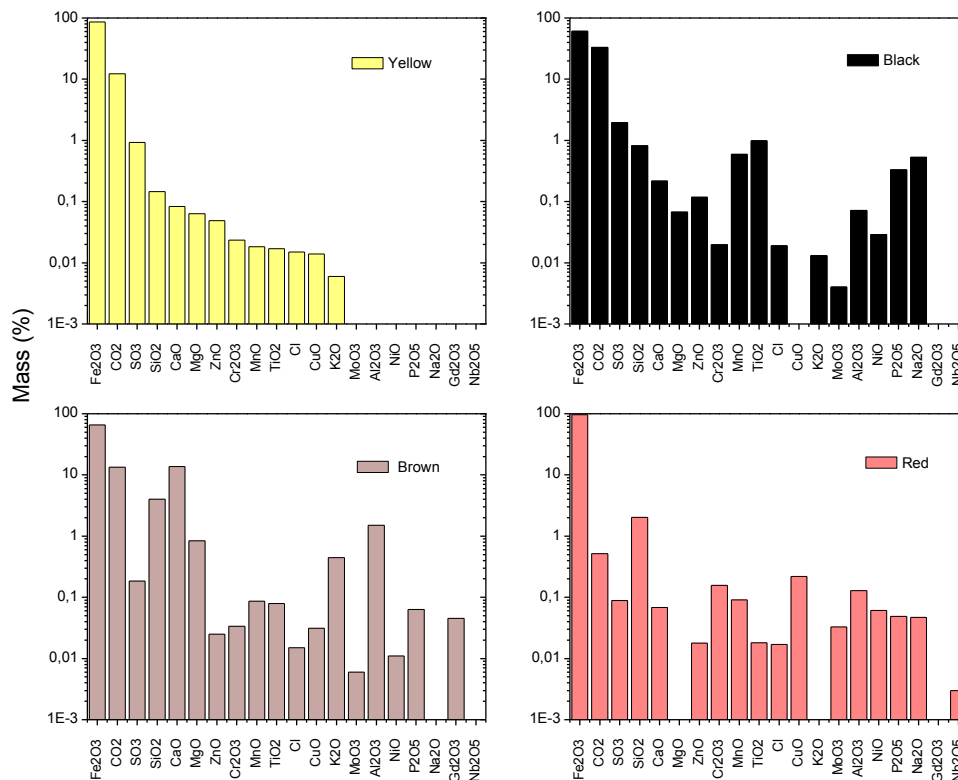 100
10
1
0,1
0,01
1E-3
Yellow
Fe2O3
CO2
SO3
SiO2
CaO
MgO
ZnO
Cr2O3
MnO
TiO2
Cl
CuO
K2O
MoO3
Al2O3
NiO
P2O5
Na2O
Gd2O3
Nb2O5
100
10
1
0,1
0,01
1E-3
Black
Fe2O3
CO2
SO3
SiO2
CaO
MgO
ZnO
Cr2O3
MnO
TiO2
Cl
CuO
K2O
MoO3
Al2O3
NiO
P2O5
Na2O
Gd2O3
Nb2O5
Mass (%)
100
10
1
0,1
0,01
1E-3
Brown
Fe2O3
CO2
SO3
SiO2
CaO
MgO
ZnO
Cr2O3
MnO
TiO2
Cl
CuO
K2O
MoO3
Al2O3
NiO
P2O5
Na2O
Gd2O3
Nb2O5
100
10
1
0,1
0,01
1E-3
Red
Fe2O3
CO2
SO3
SiO2
CaO
MgO
ZnO
Cr2O3
MnO
TiO2
Cl
CuO
K2O
MoO3
Al2O3
NiO
P2O5
Na2O
Gd2O3
Nb2O5